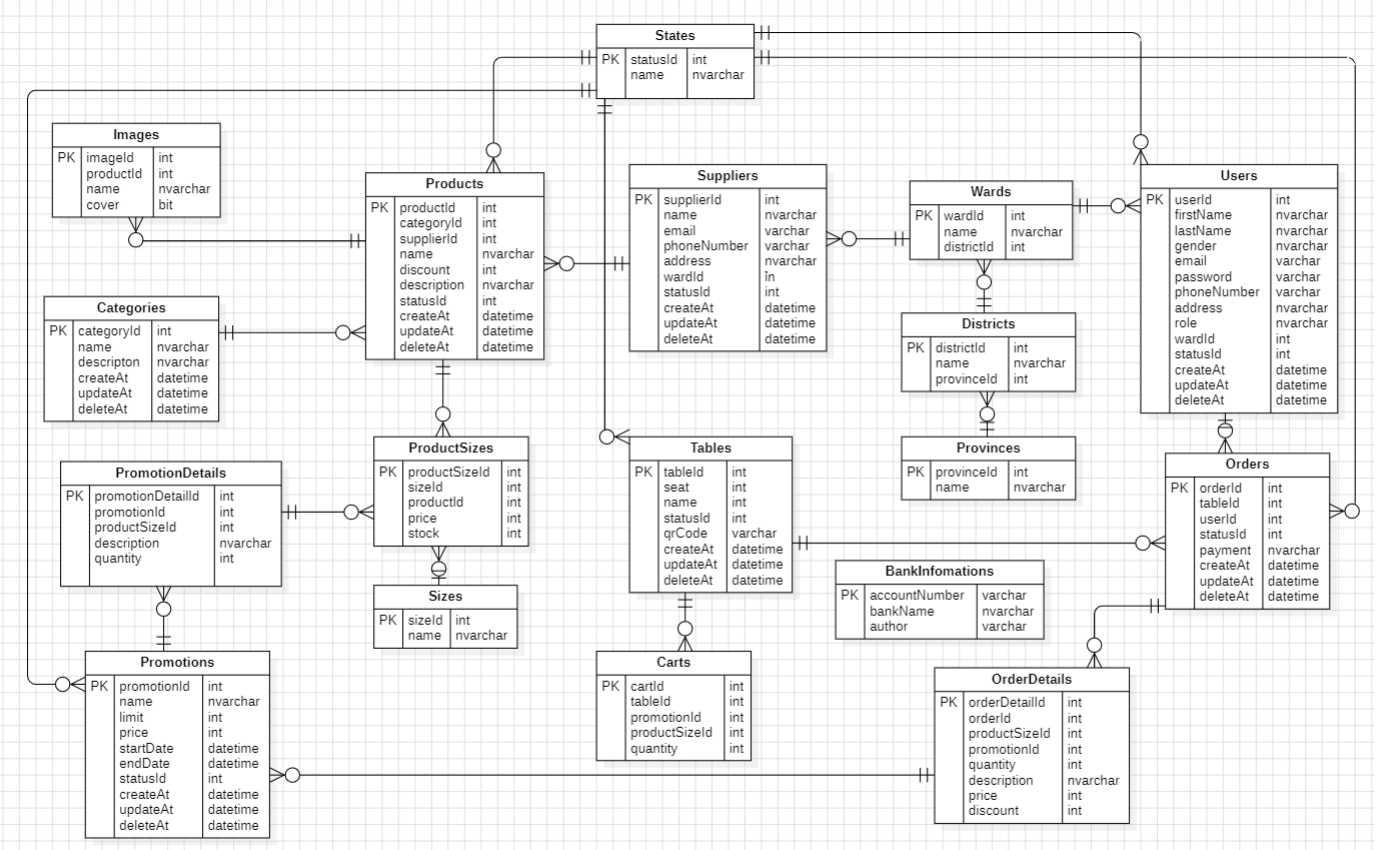 States
PK statusId int
name nvarchar
Images
PK imageId int
productId int
name nvarchar
cover bit
Products
PK productId int
categoryId int
supplierId int
name nvarchar
discount int
description nvarchar
statusId int
createAt datetime
updateAt datetime
deleteAt datetime
Suppliers
PK supplierId int
name nvarchar
email varchar
phoneNumber varchar
address nvarchar
wardId in
statusId int
createAt datetime
updateAt datetime
deleteAt datetime
Wards
PK wardId int
name nvarchar
districtId int
Users
PK userId int
firstName nvarchar
lastName nvarchar
gender nvarchar
email varchar
password varchar
phoneNumber varchar
address nvarchar
role nvarchar
wardId int
statusId int
createAt datetime
updateAt datetime
deleteAt datetime
Categories
PK categoryId int
name nvarchar
descripton nvarchar
createAt datetime
updateAt datetime
deleteAt datetime
Districts
PK districtId int
name nvarchar
provinceId int
PromotionDetails
PK promotionDetailId int
promotionId int
productSizeId int
description nvarchar
quantity int
ProductSizes
PK productSizeId int
sizeId int
productId int
price int
stock int
Tables
PK tableId int
seat int
name int
statusId int
qrCode varchar
createAt datetime
updateAt datetime
deleteAt datetime
Provinces
PK provinceId int
name nvarchar
Orders
PK orderId int
tableId int
userId int
statusId int
payment nvarchar
createAt datetime
updateAt datetime
deleteAt datetime
Sizes
PK sizeId int
name nvarchar
BankInfomations
PK accountNumber varchar
bankName nvarchar
author varchar
Promotions
PK promotionId int
name nvarchar
limit int
price int
startDate datetime
endDate datetime
statusId int
createAt datetime
updateAt datetime
deleteAt datetime
Carts
PK cartId int
tableId int
promotionId int
productSizeId int
quantity int
OrderDetails
PK orderDetailId int
orderId int
productSizeId int
promotionId int
quantity int
description nvarchar
price int
discount int